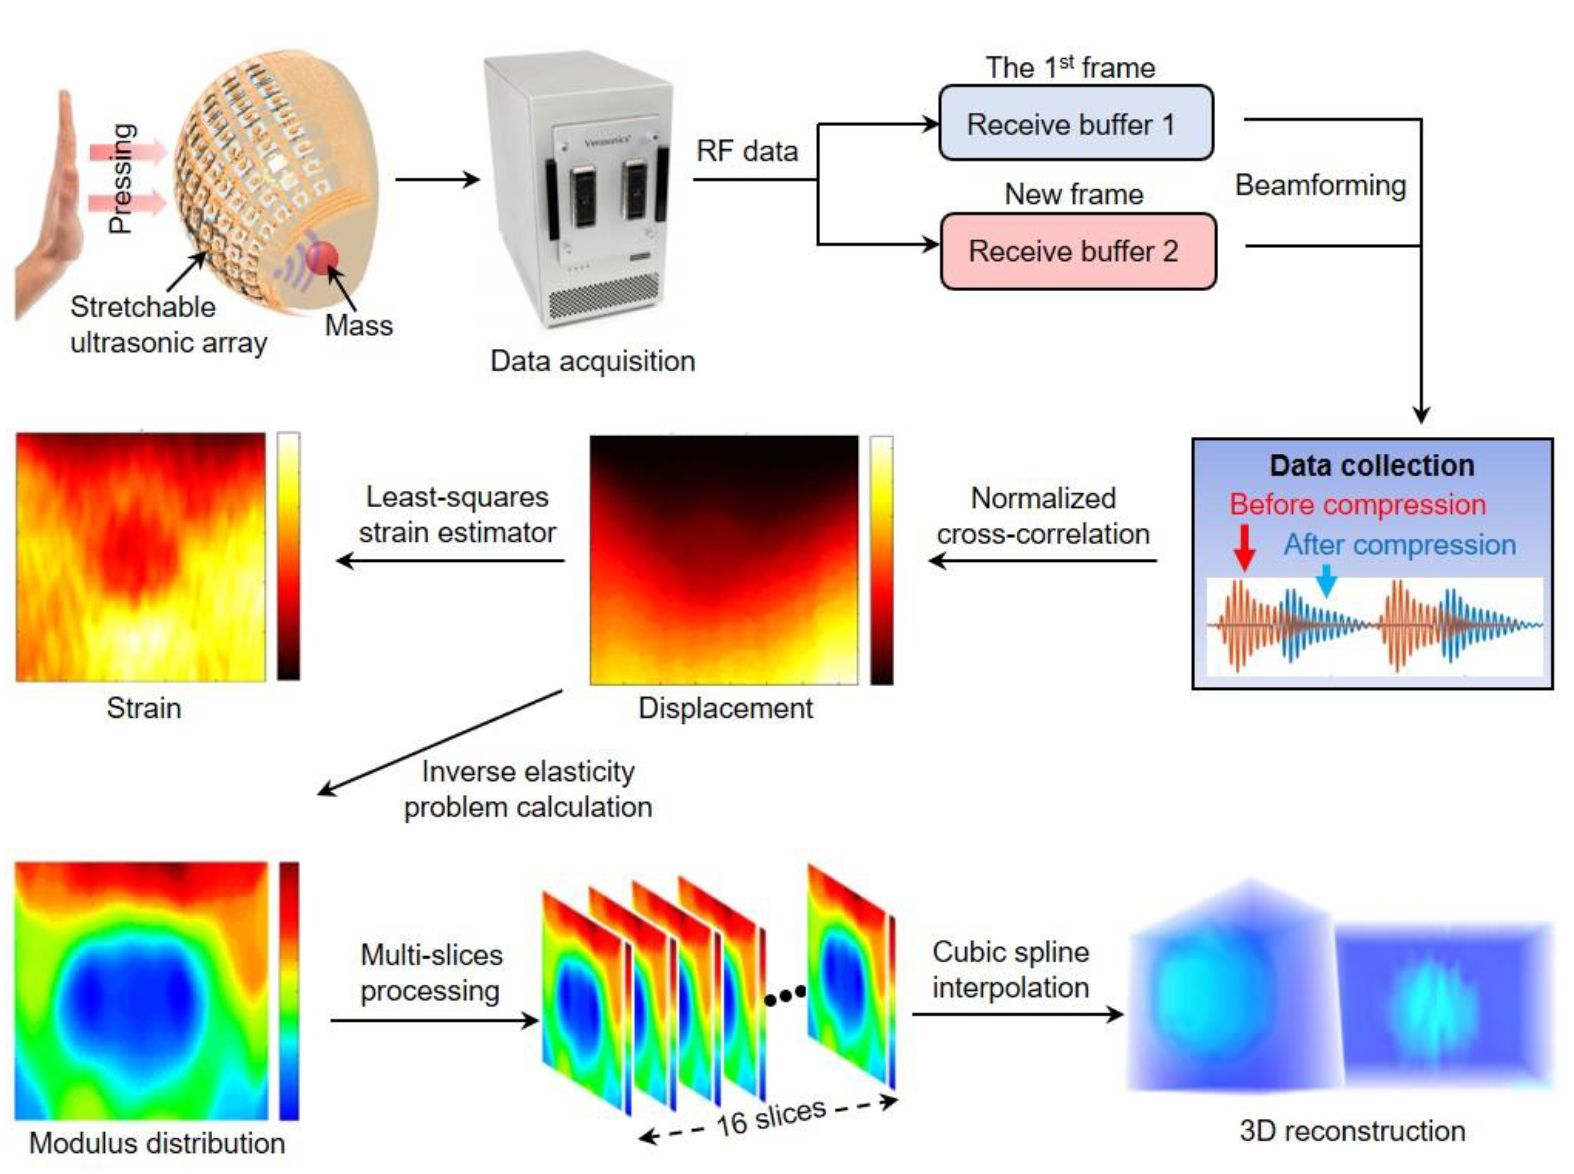 Pressing
Stretchable
ultrasonic array
Mass
Verasonics
Data acquisition
RF data
The 1st frame
Receive buffer 1
New frame
Receive buffer 2
Beamforming
Data collection
Before compression
After compression
Normalized
cross-correlation
Displacement
Least-squares
strain estimator
Strain
Inverse elasticity
problem calculation
Modulus distribution
Multi-slices
processing
16 slices
Cubic spline
interpolation
3D reconstruction